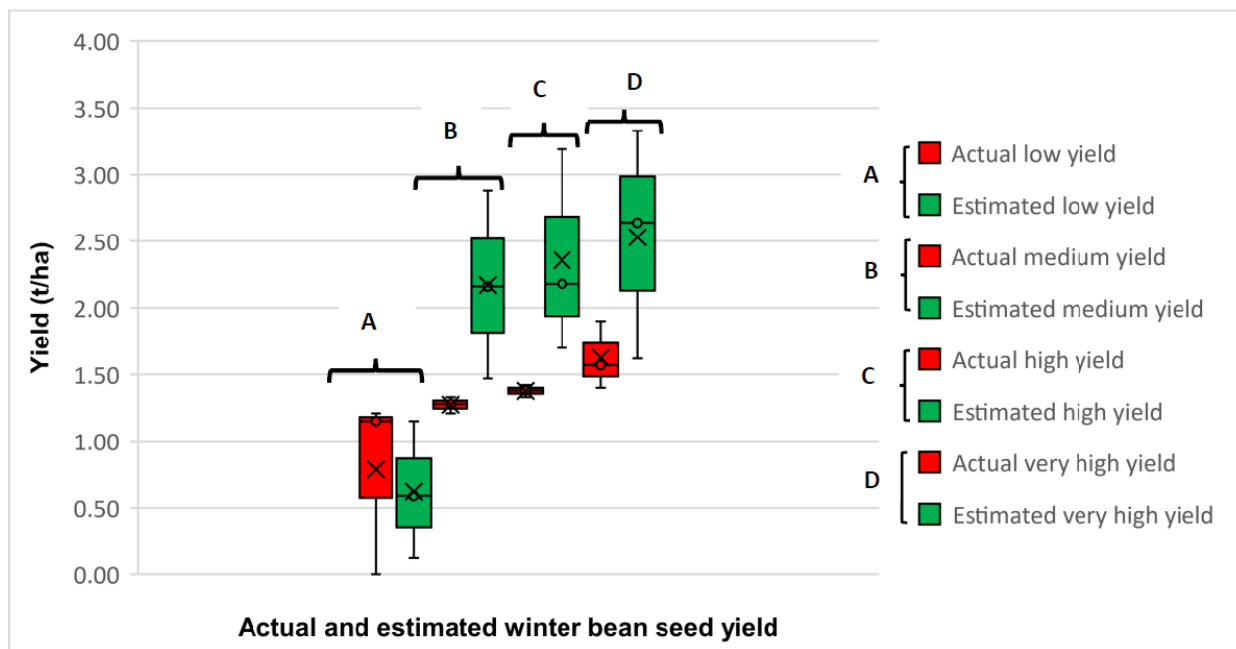 4.00
3.50
3.00
2.50
2.00
1.50
1.00
0.50
0.00
Yield (t/ha)
A
B
C
D
Actual and estimated winter bean seed yield
A
Actual low yield
Estimated low yield
B
Actual medium yield
Estimated medium yield
C
Actual high yield
Estimated high yield
D
Actual very high yield
Estimated very high yield